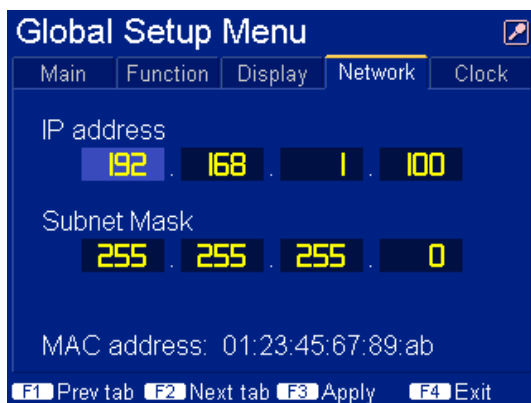 Global Setup Menu
Main Function Display Network Clock
IP address
192 . 168 . 1 . 100
Subnet Mask
255 . 255 . 255 . 0
MAC address: 01:23:45:67:89:ab
F1 Prev tab F2 Next tab F3 Apply F4 Exit